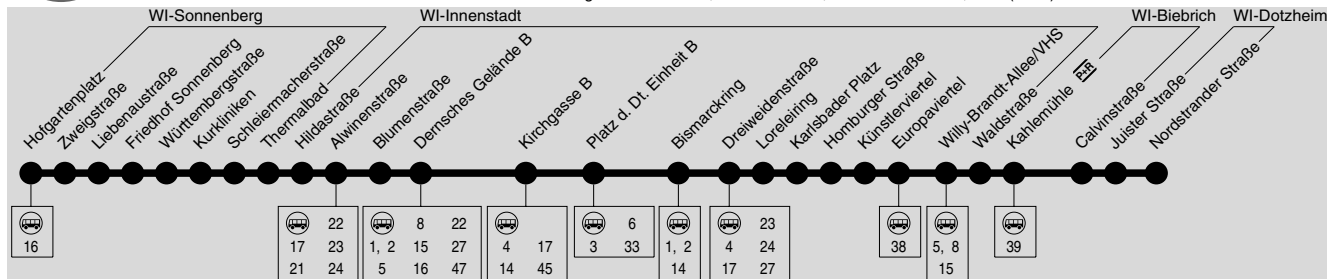 WI-Sonnenberg WI-Innenstadt WI-Biebrich WI-Dotzheim
Hofgartenplatz
Zweigstraße
Liebenaustraße
Friedhof Sonnenberg
Württembergstraße
Kurkliniken
Schleiermacherstraße
Thermalbad
Hildastraße
Alwinenstraße
Blumenstraße
Dernsches Gelände B
Kirchgasse B
Platz d. Dt. Einheit B
Bismarckring
Dreiweidenstraße
Loreleiring
Karlsbader Platz
Homburger Straße
Künstlerviertel
Europaviertel
Willy-Brandt-Allee/VHS
Waldstraße
Kahlemühle P+R
Calvinstraße
Juister Straße
Nordstrander Straße
16
22
17 23
21 24
8 22
1, 2 15 27
5 16 47
4 17
14 45
6
3 33
1, 2
14
23
4 24
17 27
38
5, 8
15
39